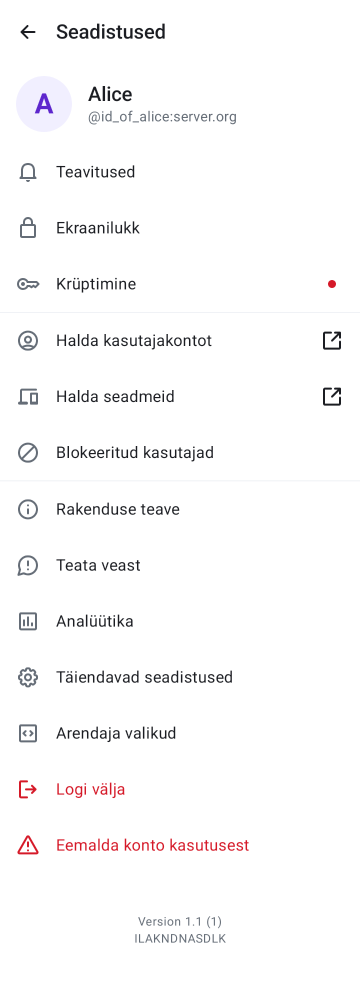 Seadistused
A
Alice
@id_of_alice:server.org
Teavitused
Ekraanilukk
Krüptimine
Halda kasutajakontot
Halda seadmeid
Blokeeritud kasutajad
Rakenduse teave
Teata veast
Analüütika
Täiendavad seadistused
Arendaja valikud
Logi välja
Eemalda konto kasutusest
Version 1.1 (1)
ILAKNDNASDLK